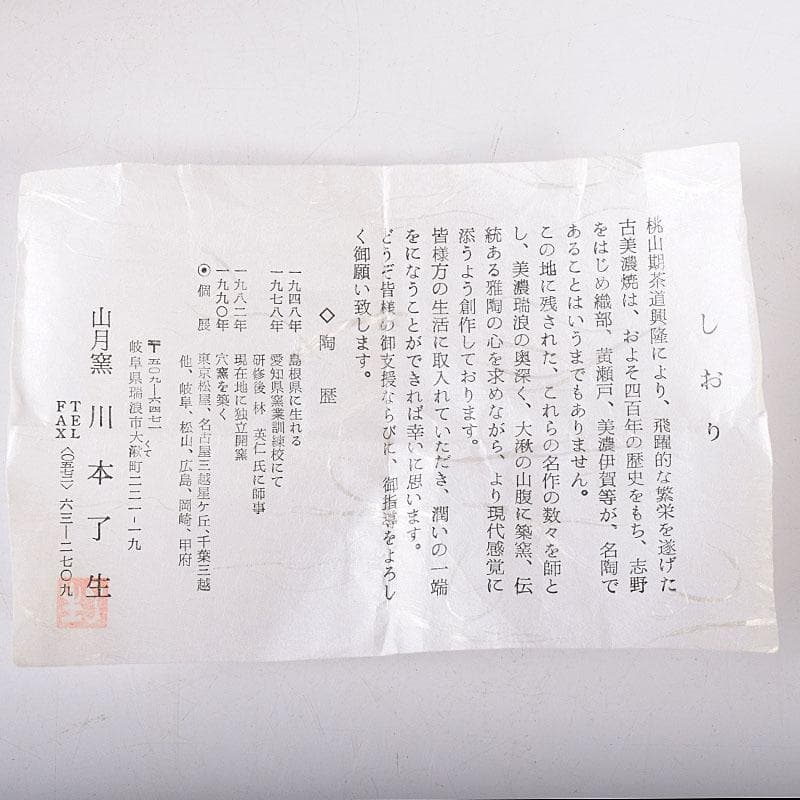 しおり
桃山期茶道興隆により、飛躍的な繁栄を遂げた
古美濃焼は、およそ四百年の歴史をもち、志野
をはじめ織部、黄瀬戸、美濃伊賀等が、名陶で
あることはいうまでもありません。
この地に残された、これらの名作の数々を師と
し、美濃瑞浪の奥深く、大湫の山腹に築窯、伝
統ある雅陶の心を求めながら、より現代感覚に
添うよう創作しております。
皆様方の生活に取入れていただき、潤いの一端
をになうことができれば幸いに思います。
どうぞ皆様の御支援ならびに、御指導をよろし
く御願い致します。
◇陶歴
一九四八年 島根県に生れる
一九七八年 愛知県窯業訓練校にて
研修後 林 英仁氏に師事
一九八二年 現在地に独立開窯
一九九〇年 穴窯を築く
◉個展 東京松屋、名古屋三越星ケ丘、千葉三越
他、岐阜、松山、広島、岡崎、甲府
〒五〇九―六四七一
岐阜県瑞浪市大湫町二二一―一九
くて
山月窯 川本了生
TEL
FAX 〈〇五七二〉六三―二七〇九